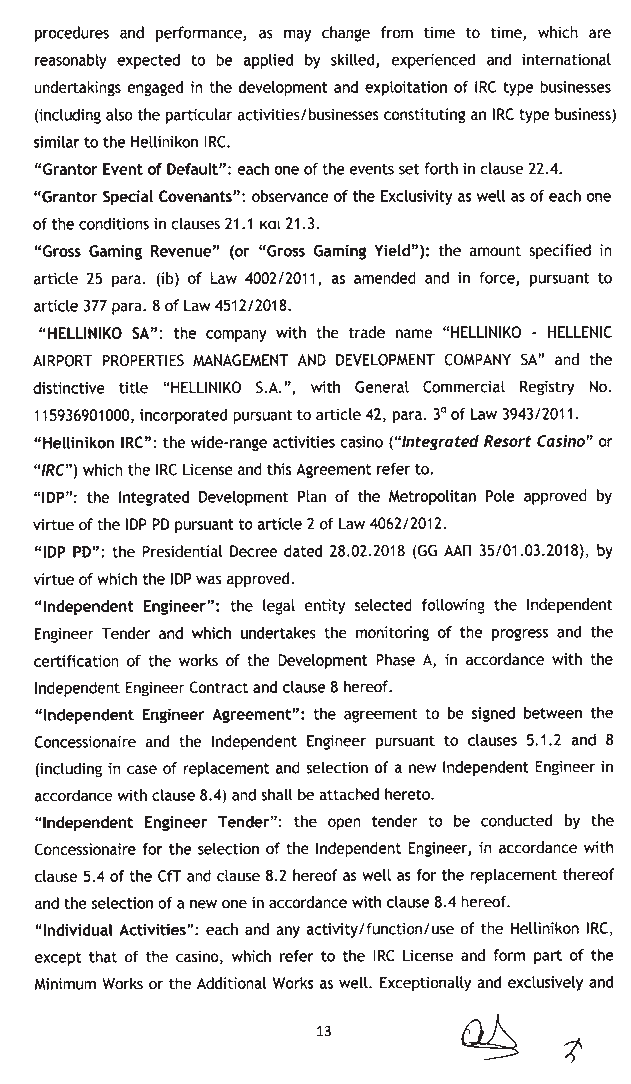 procedures and performance, as may change from time to time, which are
reasonably expected to be applied by skilled, experienced and international
undertakings engaged in the development and exploitation of IRC type businesses
(including also the particular activities/businesses constituting an IRC type business)
similar to the Hellinikon IRC.
“Grantor Event of Default”: each one of the events set forth in clause 22.4.
“Grantor Special Covenants”: observance of the Exclusivity as well as of each one
of the conditions in clauses 21.1 και 21.3.
“Gross Gaming Revenue” (or “Gross Gaming Yield”): the amount specified in
article 25 para. (ib) of Law 4002/2011, as amended and in force, pursuant to
article 377 para. 8 of Law 4512/2018.
“HELLINIKO SA”: the company with the trade name “HELLINIKO - HELLENIC
AIRPORT PROPERTIES MANAGEMENT AND DEVELOPMENT COMPANY SA” and the
distinctive title “HELLINIKO S.A.”, with General Commercial Registry No.
115936901000, incorporated pursuant to article 42, para. 3α of Law 3943/2011.
“Hellinikon IRC”: the wide-range activities casino (“Integrated Resort Casino” or
“IRC”) which the IRC License and this Agreement refer to.
“IDP”: the Integrated Development Plan of the Metropolitan Pole approved by
virtue of the IDP PD pursuant to article 2 of Law 4062/2012.
“IDP PD”: the Presidential Decree dated 28.02.2018 (GG ΑΑΠ 35/01.03.2018), by
virtue of which the IDP was approved.
“Independent Engineer”: the legal entity selected following the Independent
Engineer Tender and which undertakes the monitoring of the progress and the
certification of the works of the Development Phase A, in accordance with the
Independent Engineer Contract and clause 8 hereof.
“Independent Engineer Agreement”: the agreement to be signed between the
Concessionaire and the Independent Engineer pursuant to clauses 5.1.2 and 8
(including in case of replacement and selection of a new Independent Engineer in
accordance with clause 8.4) and shall be attached hereto.
“Independent Engineer Tender”: the open tender to be conducted by the
Concessionaire for the selection of the Independent Engineer, in accordance with
clause 5.4 of the CfT and clause 8.2 hereof as well as for the replacement thereof
and the selection of a new one in accordance with clause 8.4 hereof.
“Individual Activities”: each and any activity/function/use of the Hellinikon IRC,
except that of the casino, which refer to the IRC License and form part of the
Minimum Works or the Additional Works as well. Exceptionally and exclusively and
13